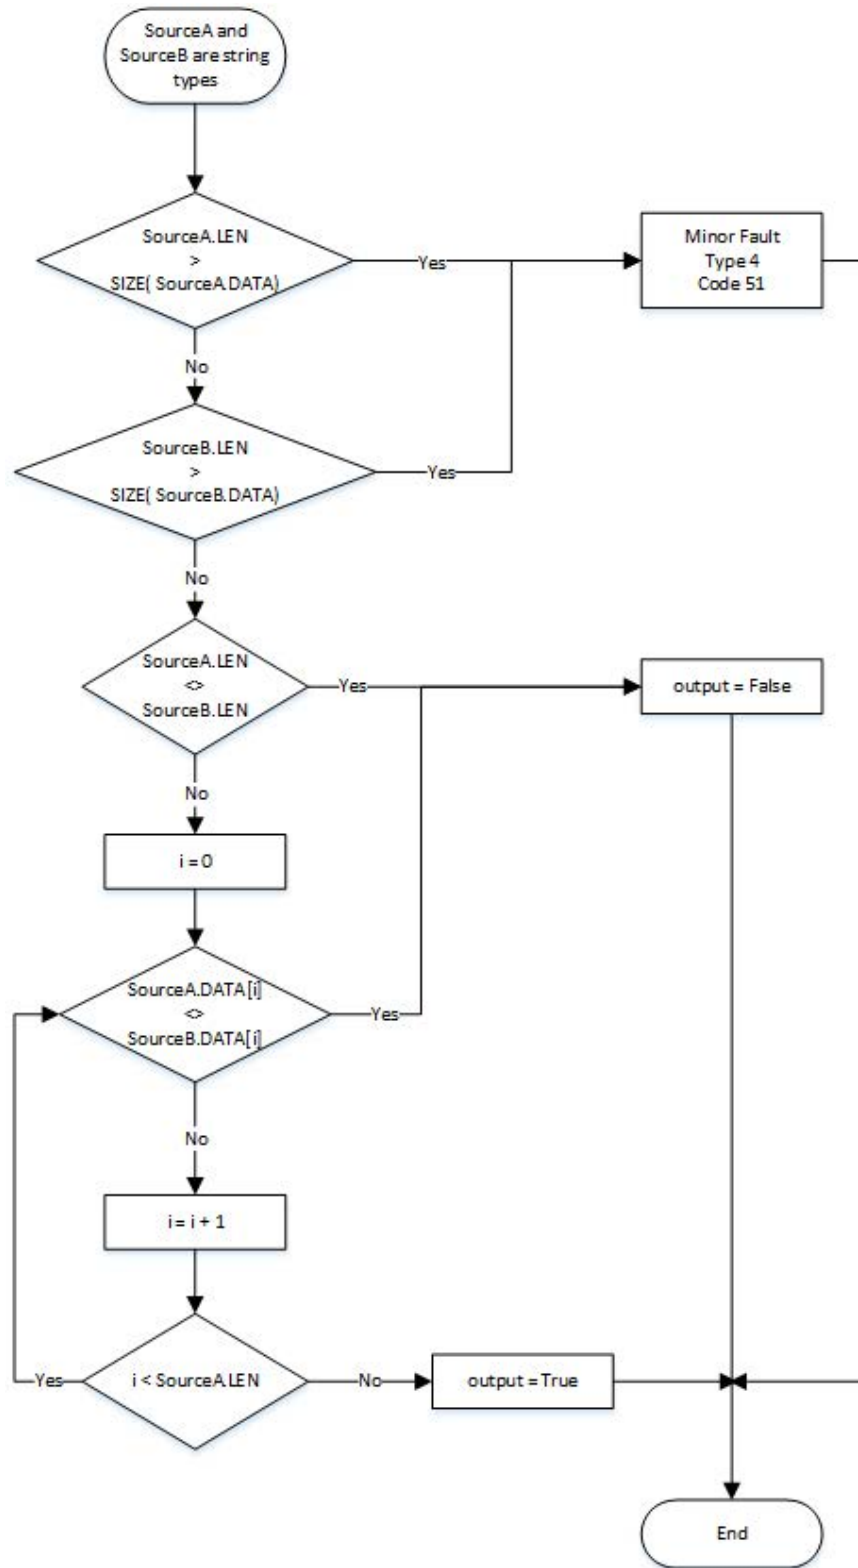 SourceA and
SourceB are string
types
SourceA.LEN
>
SIZE( SourceA.DATA)
Yes
Minor Fault
Type 4
Code 51
No
SourceB.LEN
>
SIZE( SourceB.DATA)
Yes
No
SourceA.LEN
<>
SourceB.LEN
Yes
output = False
No
i = 0
SourceA.DATA[i]
<>
SourceB.DATA[i]
Yes
No
i = i + 1
Yes
i < SourceA.LEN
No
output = True
End